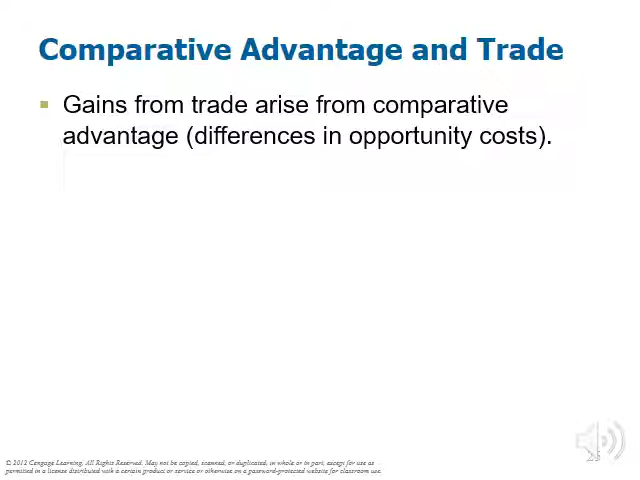 Comparative Advantage and Trade
Gains from trade arise from comparative
advantage (differences in opportunity costs).
© 2012 Cengage Learning. All Rights Reserved. May not be copied, scanned, or duplicated, in whole or in part, except for use as
permitted in a license distributed with a certain product or service or otherwise on a password-protected website for classroom use.